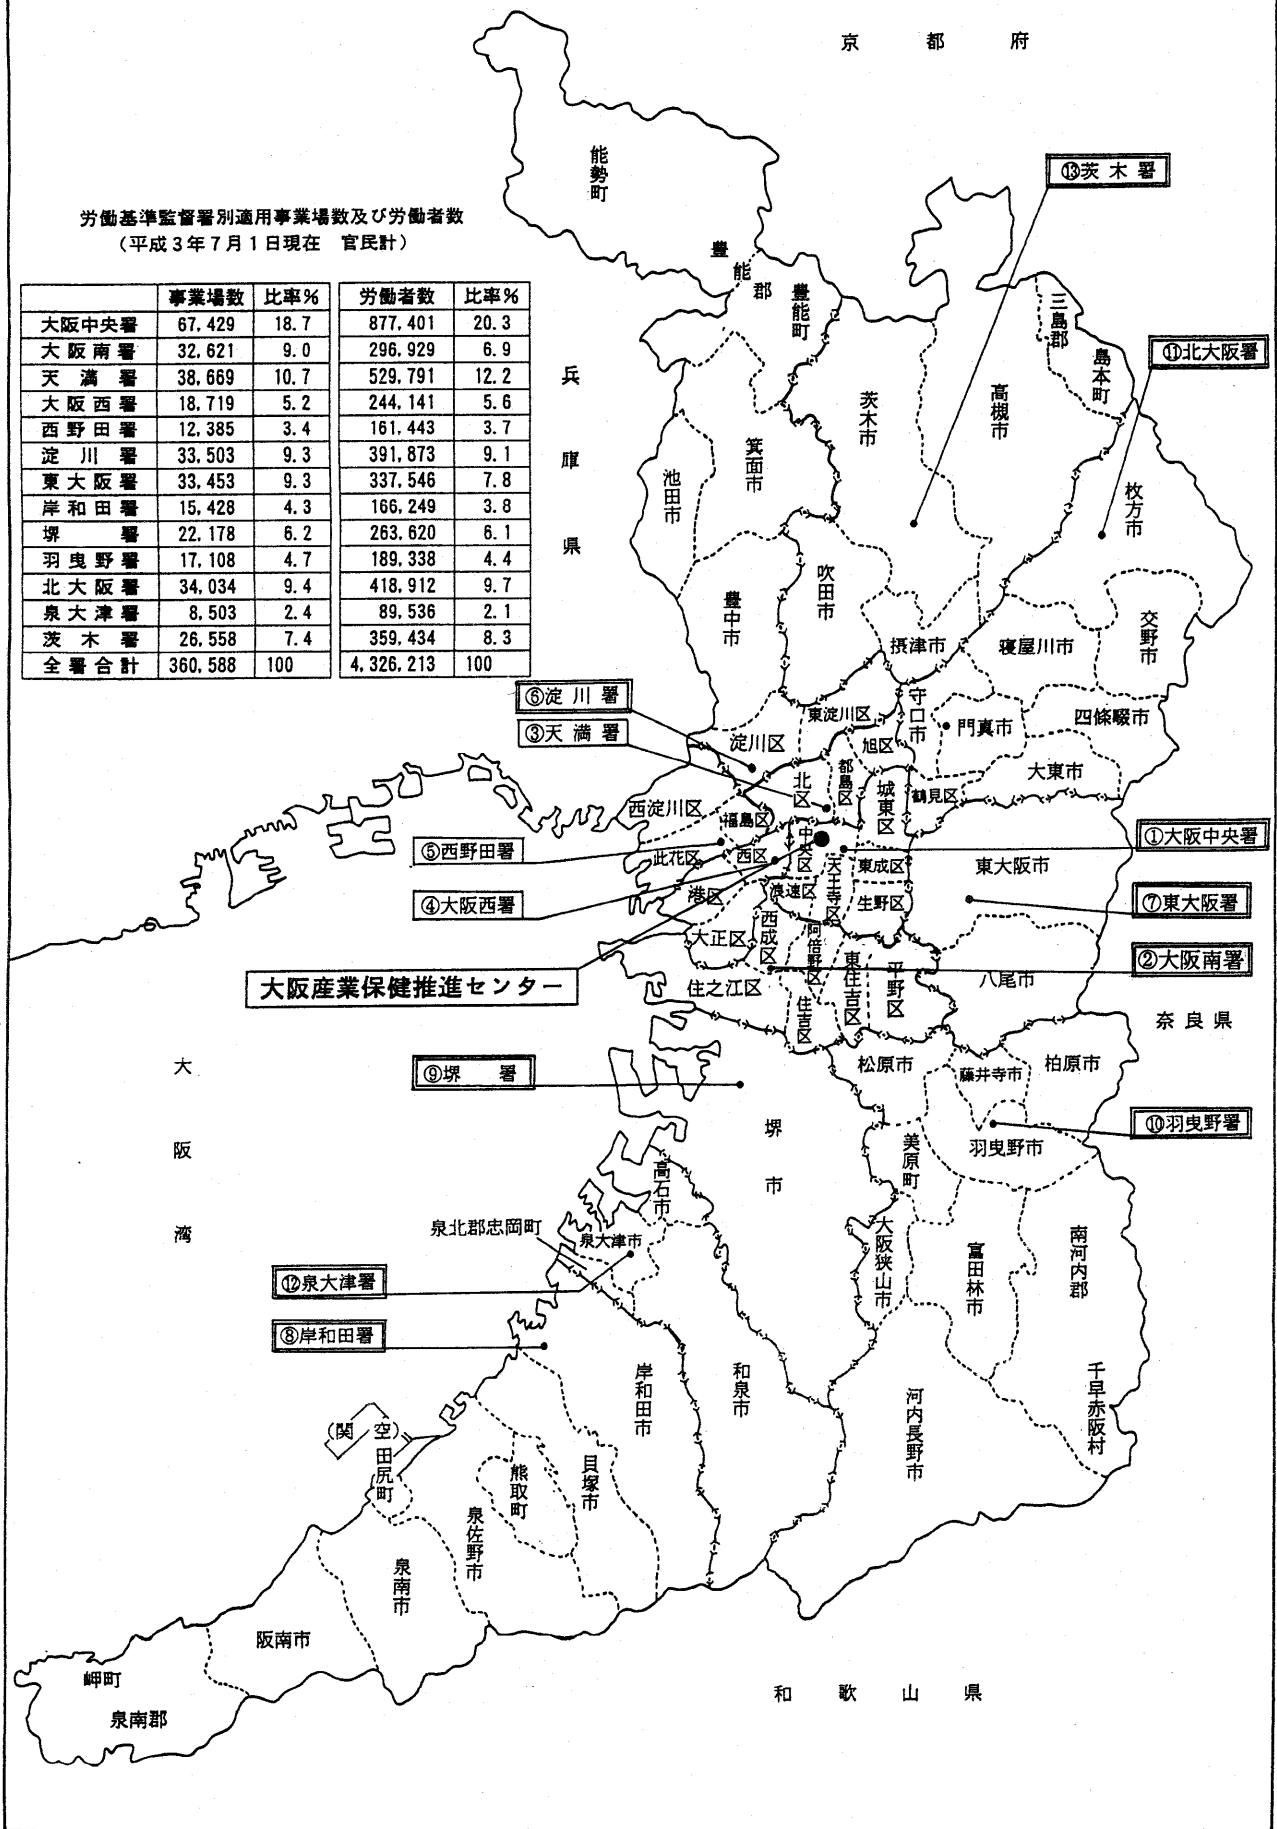 京都府
労働基準監督署別適用事業場数及び労働者数
（平成3年7月1日現在　官民計）
事業場数 比率% 労働者数 比率%
大阪中央署 67,429 18.7 877,401 20.3
大阪南署 32,621 9.0 296,929 6.9
天満署 38,669 10.7 529,791 12.2
大阪西署 18,719 5.2 244,141 5.6
西野田署 12,385 3.4 161,443 3.7
淀川署 33,503 9.3 391,873 9.1
東大阪署 33,453 9.3 337,546 7.8
岸和田署 15,428 4.3 166,249 3.8
堺署 22,178 6.2 263,620 6.1
羽曳野署 17,108 4.7 189,338 4.4
北大阪署 34,034 9.4 418,912 9.7
泉大津署 8,503 2.4 89,536 2.1
茨木署 26,558 7.4 359,434 8.3
全署合計 360,588 100 4,326,213 100
能勢町
⑬茨木署
豊能郡
豊能町
三島郡
島本町
⑪北大阪署
兵庫県
茨木市
高槻市
箕面市
池田市
枚方市
豊中市
吹田市
摂津市
寝屋川市
交野市
⑥淀川署
③天満署
東淀川区
守口市
門真市
四條畷市
淀川区
旭区
大東市
北区
都島区
城東区
鶴見区
西淀川区
福島区
⑤西野田署
此花区
西区
中央区
①大阪中央署
東成区
東大阪市
天王寺区
港区
浪速区
生野区
④大阪西署
⑦東大阪署
大正区
西成区
阿倍野区
東住吉区
平野区
②大阪南署
八尾市
大阪産業保健推進センター
住之江区
住吉区
奈良県
大阪湾
⑨堺署
松原市
藤井寺市
柏原市
堺市
⑩羽曳野署
羽曳野市
美原町
高石市
泉北郡忠岡町
泉大津市
大阪狭山市
富田林市
南河内郡
⑫泉大津署
⑧岸和田署
岸和田市
和泉市
河内長野市
千早赤阪村
（関空）
田尻町
熊取町
貝塚市
泉佐野市
泉南市
阪南市
岬町
泉南郡
和歌山県